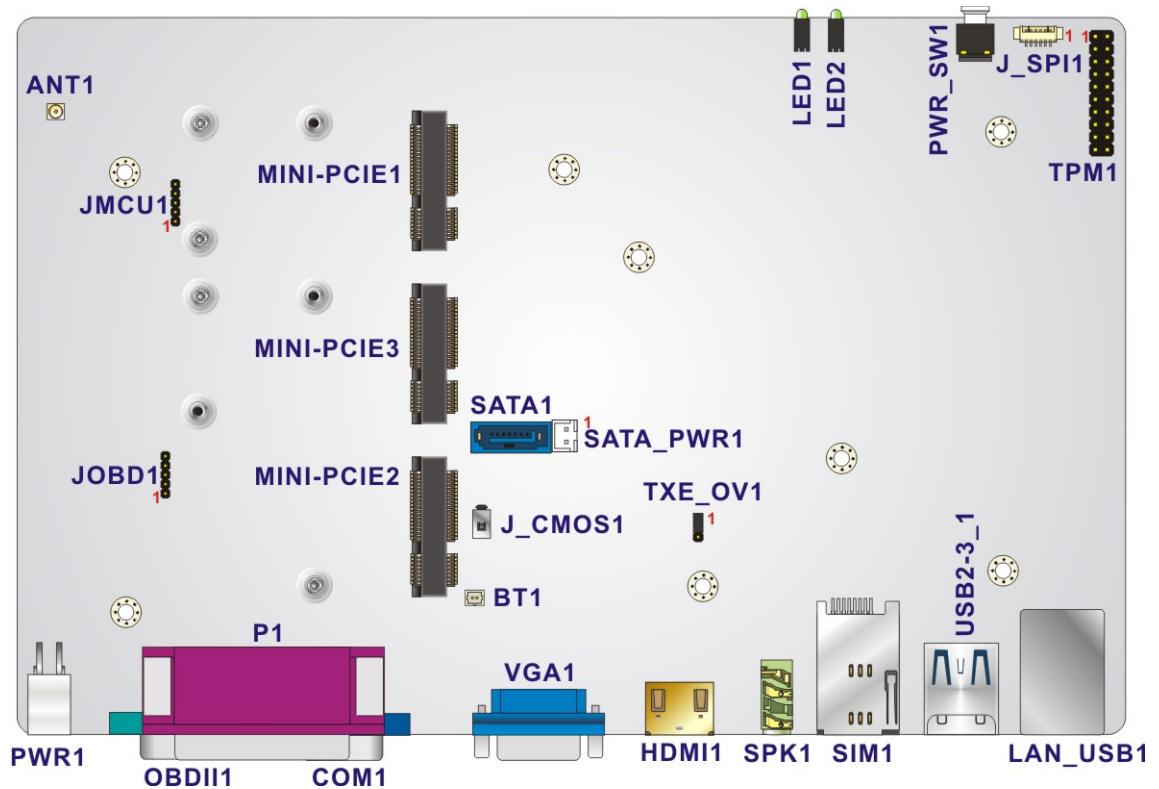 LED1
LED2
PWR_SW1
J_SPI1
1
1
TPM1
ANT1
MINI-PCIE1
JMCU1
1
MINI-PCIE3
SATA1
1
SATA_PWR1
JOBD1
1
MINI-PCIE2
TXE_OV1
1
J_CMOS1
BT1
USB2-3_1
P1
VGA1
PWR1
OBDII1
COM1
HDMI1
SPK1
SIM1
LAN_USB1